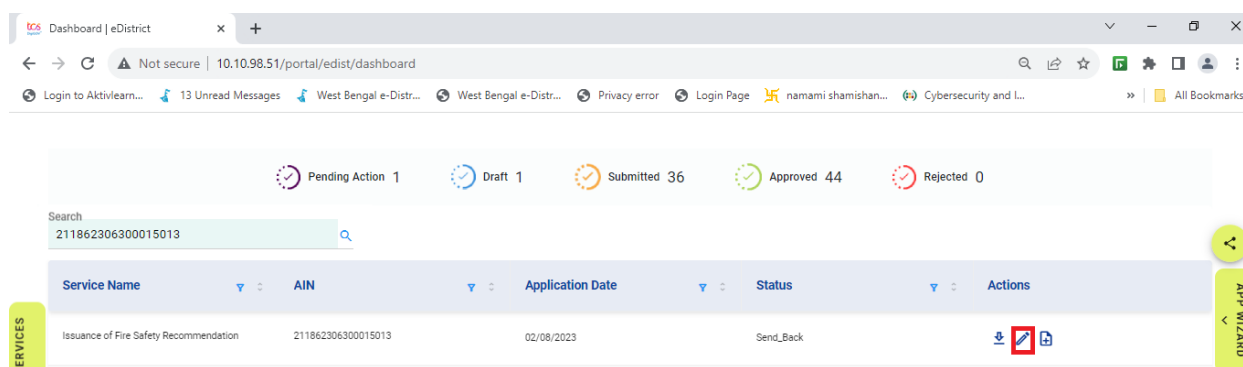 tcs Dashboard | eDistrict
Not secure | 10.10.98.51/portal/edist/dashboard
Login to Aktivlearn... 13 Unread Messages West Bengal e-Distr... West Bengal e-Distr... Privacy error Login Page namami shamishan... Cybersecurity and I... » All Bookmarks
Pending Action 1 Draft 1 Submitted 36 Approved 44 Rejected 0
Search
211862306300015013
Service Name AIN Application Date Status Actions
Issuance of Fire Safety Recommendation 211862306300015013 02/08/2023 Send_Back
ERVICES
APP WIZARD